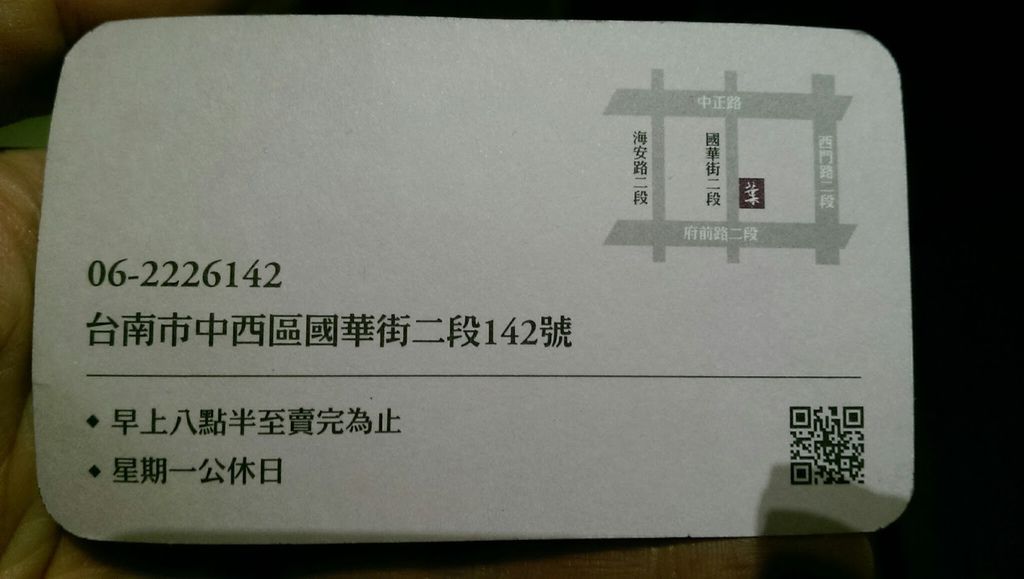 中正路
海安路二段
國華街二段
西門路二段
葉
府前路二段
06-2226142
台南市中西區國華街二段142號
早上八點半至賣完為止
星期一公休日